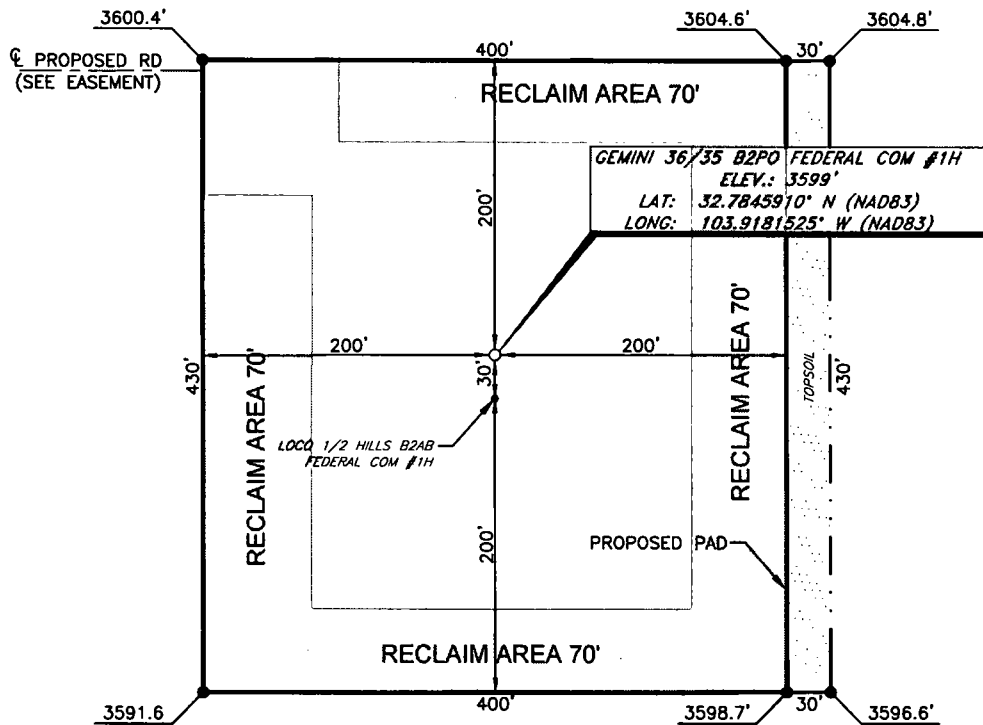 3600.4'
3604.6'
3604.8'
℄ PROPOSED RD
(SEE EASEMENT)
400'
30'
RECLAIM AREA 70'
GEMINI 36/35 B2PO FEDERAL COM #1H
ELEV.: 3599'
LAT: 32.7845910° N (NAD83)
LONG: 103.9181525° W (NAD83)
200'
200'
200'
30'
430'
430'
RECLAIM AREA 70'
RECLAIM AREA 70'
TOPSOIL
LOCO 1/2 HILLS B2AB
FEDERAL COM #1H
200'
PROPOSED PAD
RECLAIM AREA 70'
400'
30'
3591.6
3598.7'
3596.6'